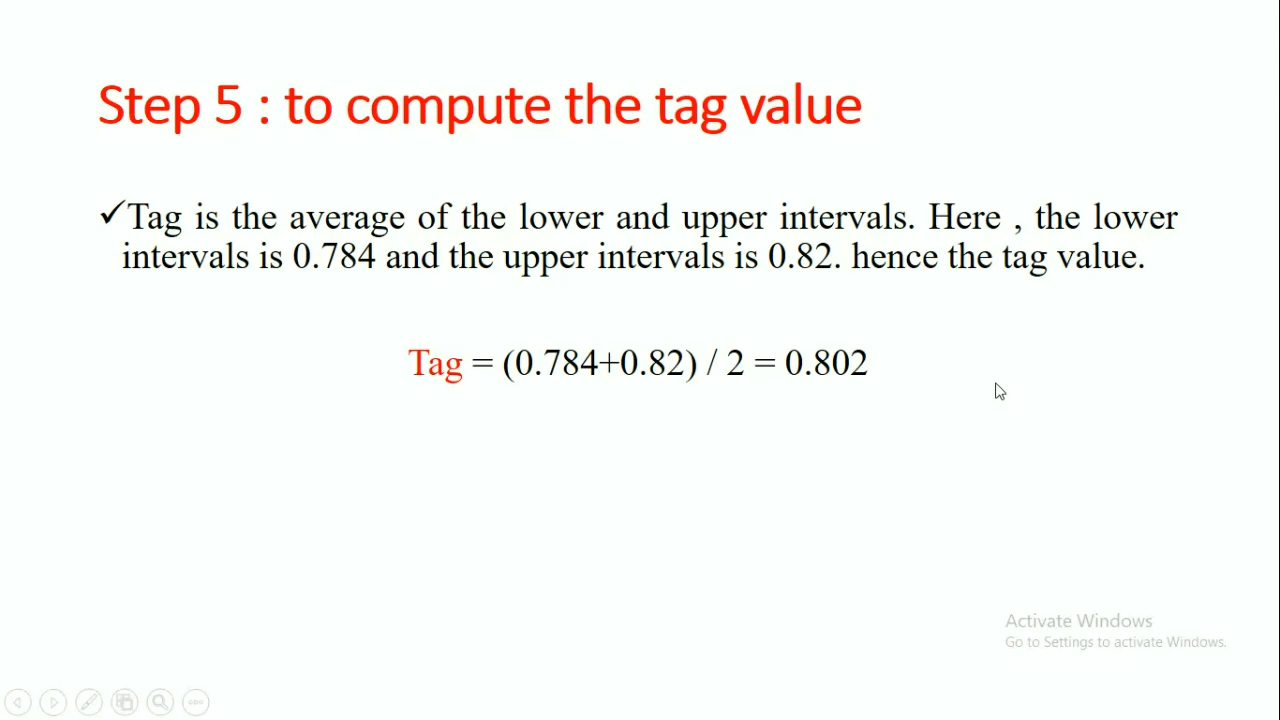 Step 5 : to compute the tag value
✓Tag is the average of the lower and upper intervals. Here , the lower
intervals is 0.784 and the upper intervals is 0.82. hence the tag value.
Tag = (0.784+0.82) / 2 = 0.802
Activate Windows
Go to Settings to activate Windows.